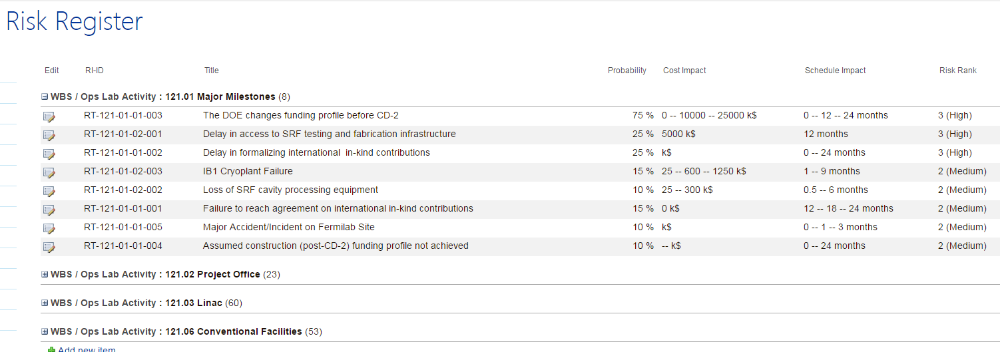 Risk Register
Edit RI-ID Title Probability Cost Impact Schedule Impact Risk Rank
WBS / Ops Lab Activity : 121.01 Major Milestones (8)
RT-121-01-01-003 The DOE changes funding profile before CD-2 75 % 0 -- 10000 -- 25000 k$ 0 -- 12 -- 24 months 3 (High)
RT-121-01-02-001 Delay in access to SRF testing and fabrication infrastructure 25 % 5000 k$ 12 months 3 (High)
RT-121-01-01-002 Delay in formalizing international in-kind contributions 25 % k$ 0 -- 24 months 3 (High)
RT-121-01-02-003 IB1 Cryoplant Failure 15 % 25 -- 600 -- 1250 k$ 1 -- 9 months 2 (Medium)
RT-121-01-02-002 Loss of SRF cavity processing equipment 10 % 25 -- 300 k$ 0.5 -- 6 months 2 (Medium)
RT-121-01-01-001 Failure to reach agreement on international in-kind contributions 15 % 0 k$ 12 -- 18 -- 24 months 2 (Medium)
RT-121-01-01-005 Major Accident/Incident on Fermilab Site 10 % k$ 0 -- 1 -- 3 months 2 (Medium)
RT-121-01-01-004 Assumed construction (post-CD-2) funding profile not achieved 10 % -- k$ 0 -- 24 months 2 (Medium)
WBS / Ops Lab Activity : 121.02 Project Office (23)
WBS / Ops Lab Activity : 121.03 Linac (60)
WBS / Ops Lab Activity : 121.06 Conventional Facilities (53)
Add new item